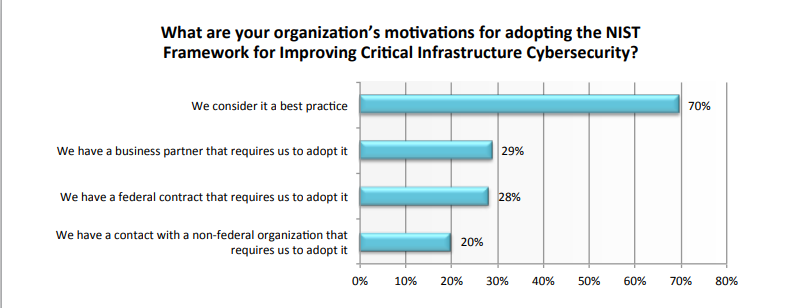 What are your organization's motivations for adopting the NIST
Framework for Improving Critical Infrastructure Cybersecurity?
We consider it a best practice
70%
We have a business partner that requires us to adopt it
29%
We have a federal contract that requires us to adopt it
28%
We have a contact with a non-federal organization that
requires us to adopt it
20%
0% 10% 20% 30% 40% 50% 60% 70% 80%